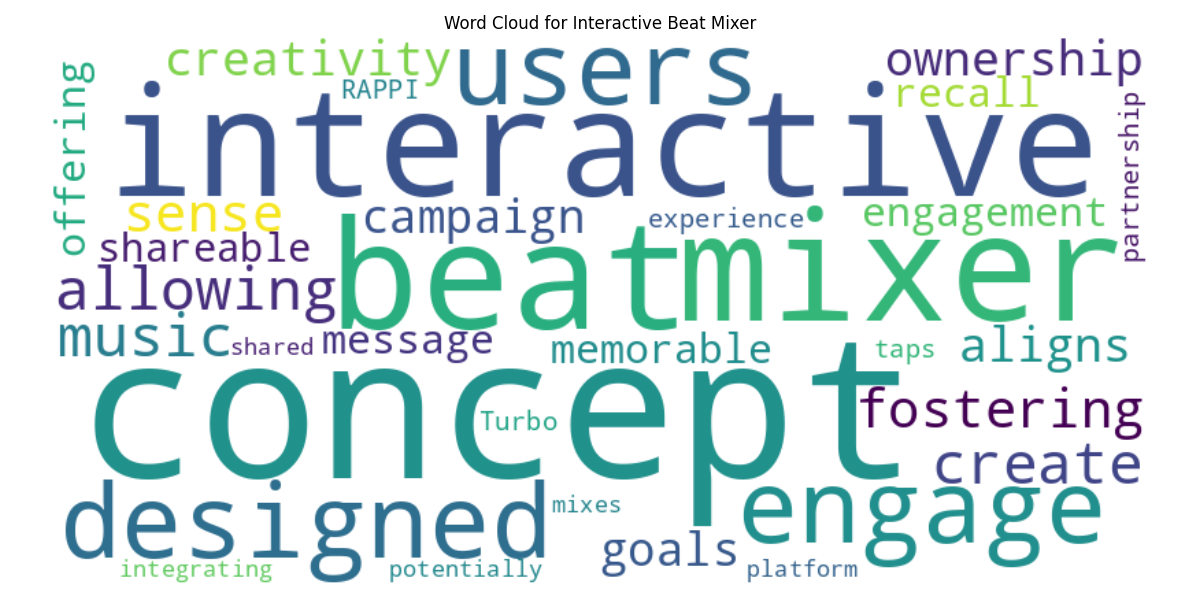 Word Cloud for Interactive Beat Mixer
creativity
users
ownership
offering
RAPPI
recall
interactive
partnership
sense
campaign
experience
engagement
shareable
beat
mixer
allowing
music
shared
message
memorable
taps
aligns
concept
Turbo
fostering
create
designed
mixes
engage
goals
integrating
potentially
platform